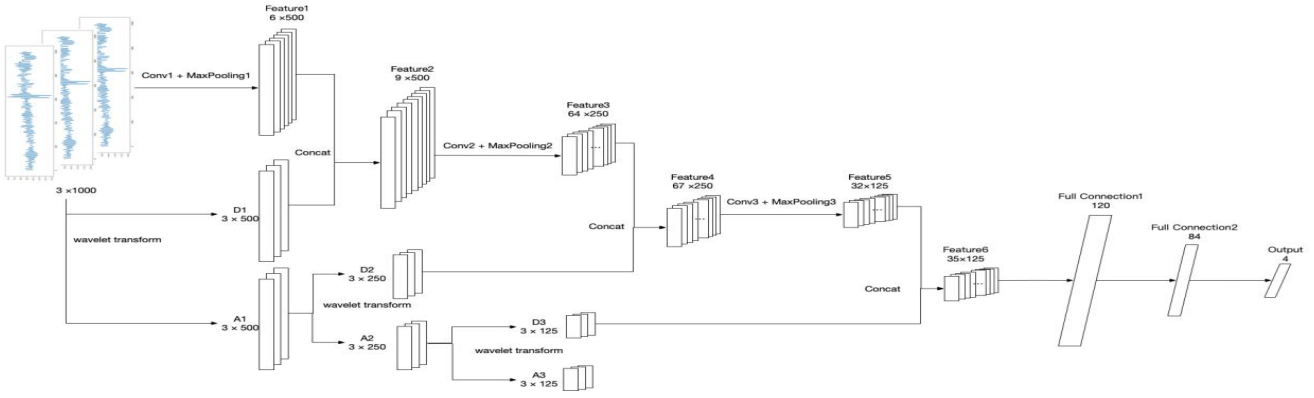 Feature1
6 ×500
Conv1 + MaxPooling1
Feature2
9 ×500
Concat
Feature3
64 ×250
Conv2 + MaxPooling2
3 ×1000
D1
3 × 500
wavelet transform
Feature4
67 ×250
Conv3 + MaxPooling3
Feature5
32×125
Concat
Full Connection1
120
Full Connection2
84
Output
4
Feature6
35×125
Concat
D2
3 × 250
wavelet transform
A1
3 × 500
A2
3 × 250
D3
3 × 125
wavelet transform
A3
3 × 125